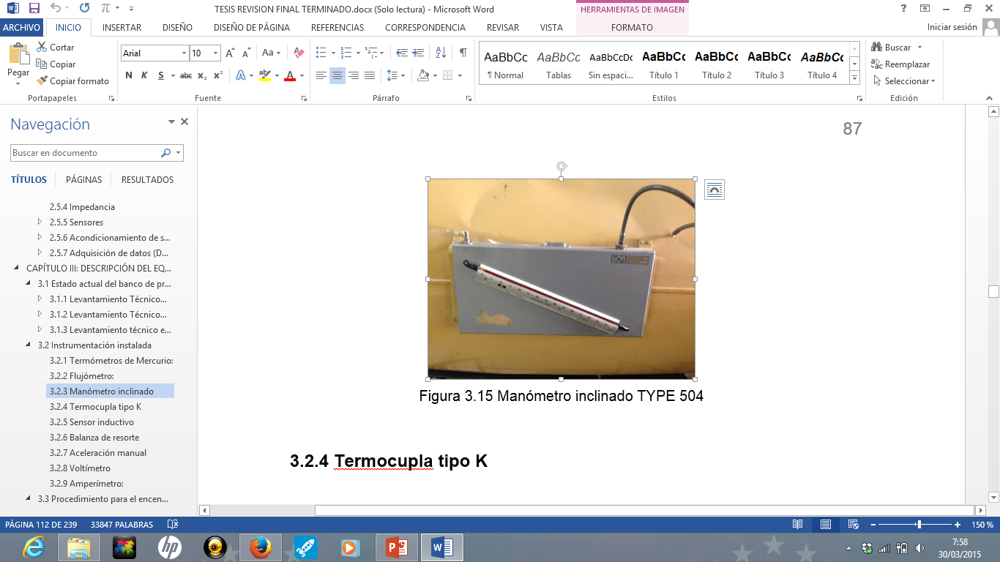 TESIS REVISION FINAL TERMINADO.docx (Solo lectura) - Microsoft Word
HERRAMIENTAS DE IMAGEN
ARCHIVO INICIO INSERTAR DISEÑO DISEÑO DE PÁGINA REFERENCIAS CORRESPONDENCIA REVISAR VISTA FORMATO
Iniciar sesión
Pegar
Cortar
Copiar
Copiar formato
Portapapeles
Arial 10
N K S abc x₂ x²
Fuente
Párrafo
AaBbCc AaBbCc AaBbCcDc AaBbCc AaBbCc AaBbCc AaBbCc
¶ Normal Tablas Sin espaci... Título 1 Título 2 Título 3 Título 4
Estilos
Buscar
Reemplazar
Seleccionar
Edición
Navegación
Buscar en documento
TÍTULOS PÁGINAS RESULTADOS
2.5.4 Impedancia
2.5.5 Sensores
2.5.6 Acondicionamiento de s...
2.5.7 Adquisición de datos (D...
CAPÍTULO III: DESCRIPCIÓN DEL EQ...
3.1 Estado actual del banco de pr...
3.1.1 Levantamiento Técnico...
3.1.2 Levantamiento Técnico...
3.1.3 Levantamiento técnico e...
3.2 Instrumentación instalada
3.2.1 Termómetros de Mercurio:
3.2.2 Flujómetro:
3.2.3 Manómetro inclinado
3.2.4 Termocupla tipo K
3.2.5 Sensor inductivo
3.2.6 Balanza de resorte
3.2.7 Aceleración manual
3.2.8 Voltímetro
3.2.9 Amperímetro:
3.3 Procedimiento para el encen...
87
Figura 3.15 Manómetro inclinado TYPE 504
3.2.4 Termocupla tipo K
PÁGINA 112 DE 239 33847 PALABRAS
150 %
7:58
30/03/2015